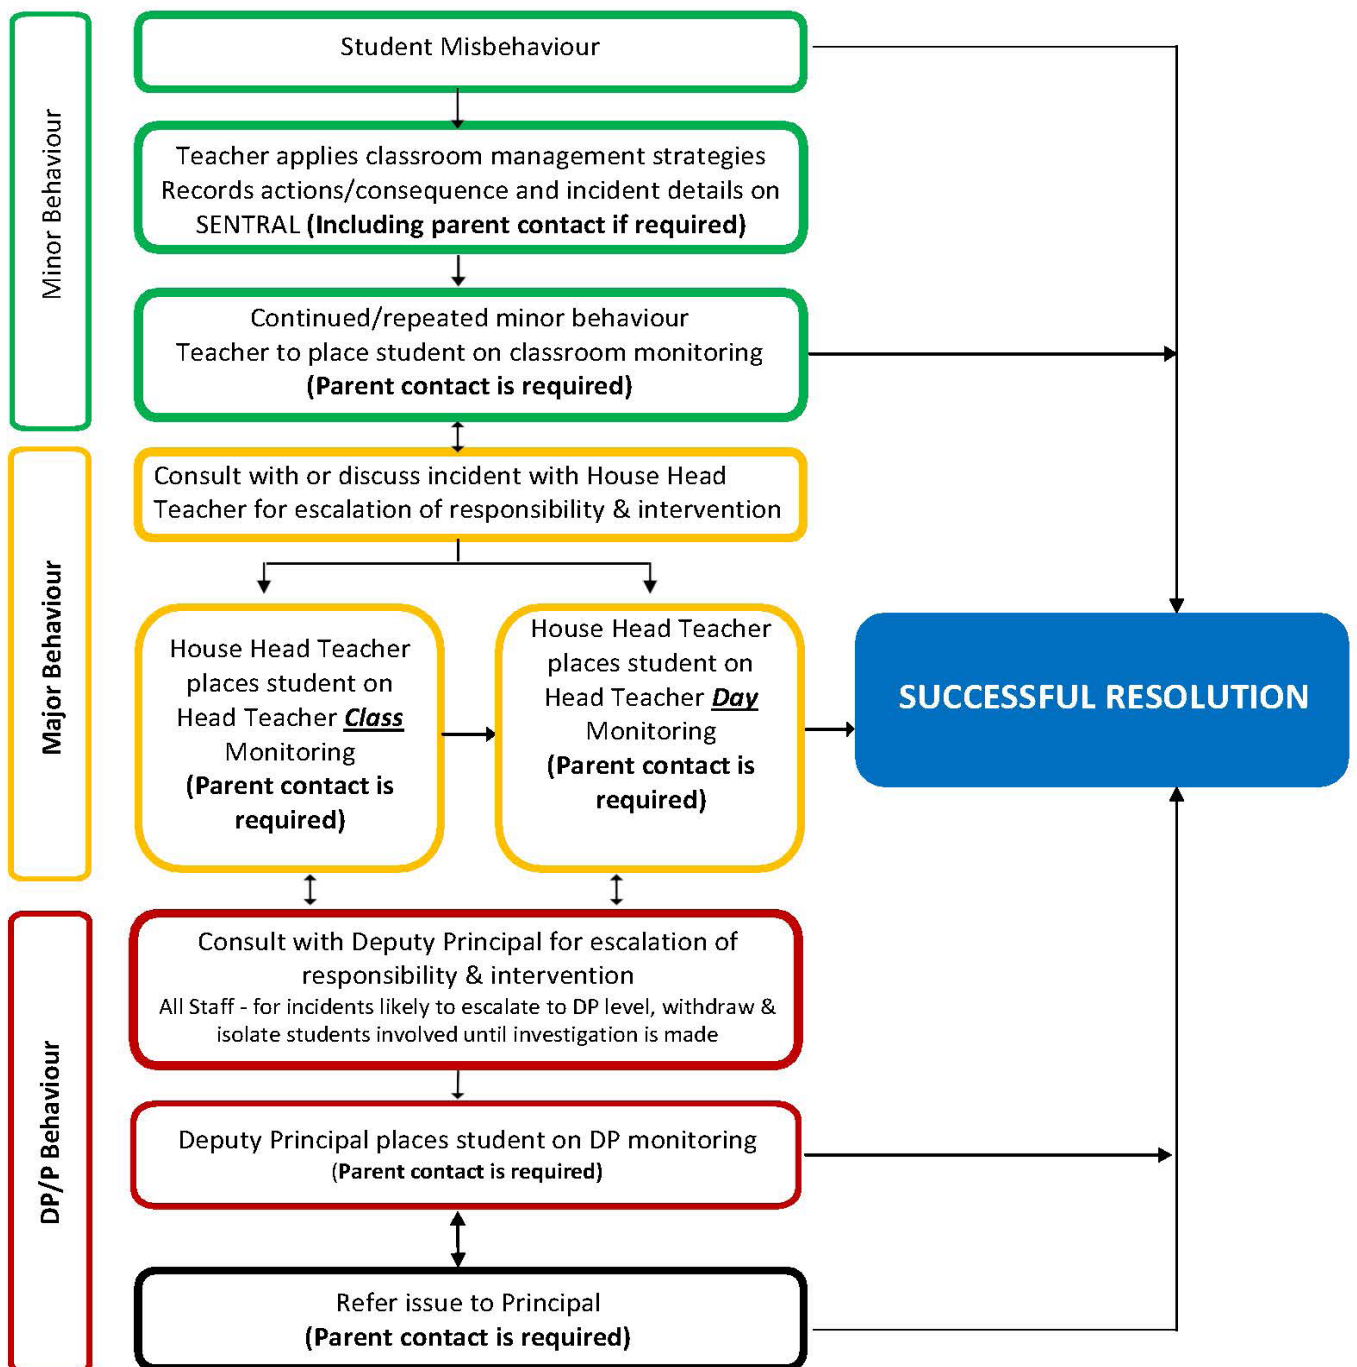 Minor Behaviour
Student Misbehaviour
Teacher applies classroom management strategies
Records actions/consequence and incident details on
SENTRAL (Including parent contact if required)
Continued/repeated minor behaviour
Teacher to place student on classroom monitoring
(Parent contact is required)
Major Behaviour
Consult with or discuss incident with House Head
Teacher for escalation of responsibility & intervention
House Head Teacher
places student on
Head Teacher Class
Monitoring
(Parent contact is
required)
House Head Teacher
places student on
Head Teacher Day
Monitoring
(Parent contact is
required)
SUCCESSFUL RESOLUTION
DP/P Behaviour
Consult with Deputy Principal for escalation of
responsibility & intervention
All Staff - for incidents likely to escalate to DP level, withdraw &
isolate students involved until investigation is made
Deputy Principal places student on DP monitoring
(Parent contact is required)
Refer issue to Principal
(Parent contact is required)